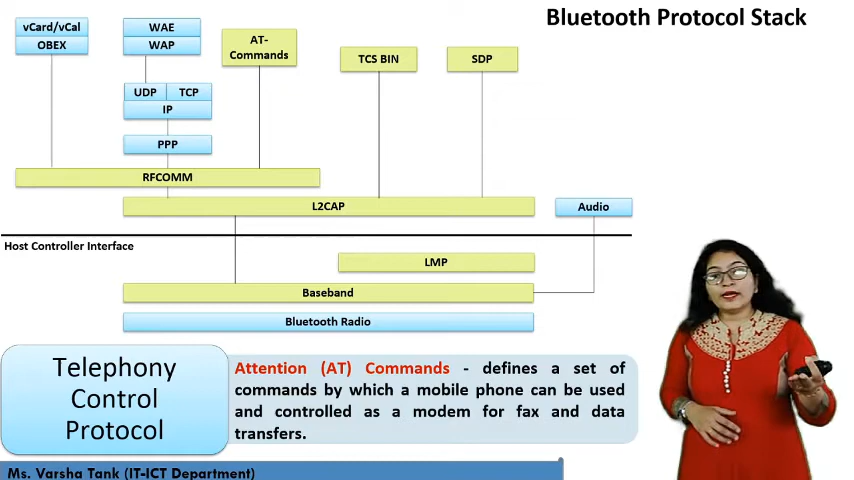 Bluetooth Protocol Stack
vCard/vCal
OBEX
WAE
WAP
AT-
Commands
TCS BIN
SDP
UDP
TCP
IP
PPP
RFCOMM
L2CAP
Audio
Host Controller Interface
LMP
Baseband
Bluetooth Radio
Telephony
Control
Protocol
Attention (AT) Commands - defines a set of
commands by which a mobile phone can be used
and controlled as a modem for fax and data
transfers.
Ms. Varsha Tank (IT-ICT Department)